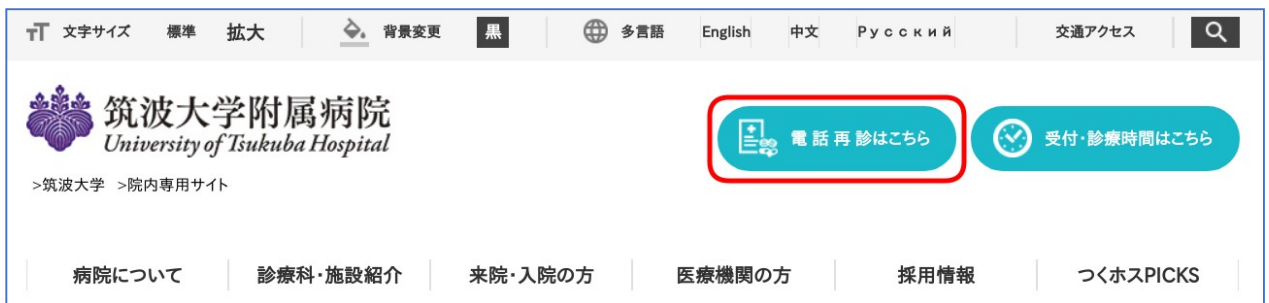 文字サイズ 標準 拡大 背景変更 黒 多言語 English 中文 Русский 交通アクセス
筑波大学附属病院
University of Tsukuba Hospital
電話再診はこちら 受付・診療時間はこちら
>筑波大学 >院内専用サイト
病院について 診療科・施設紹介 来院・入院の方 医療機関の方 採用情報 つくホスPICKS